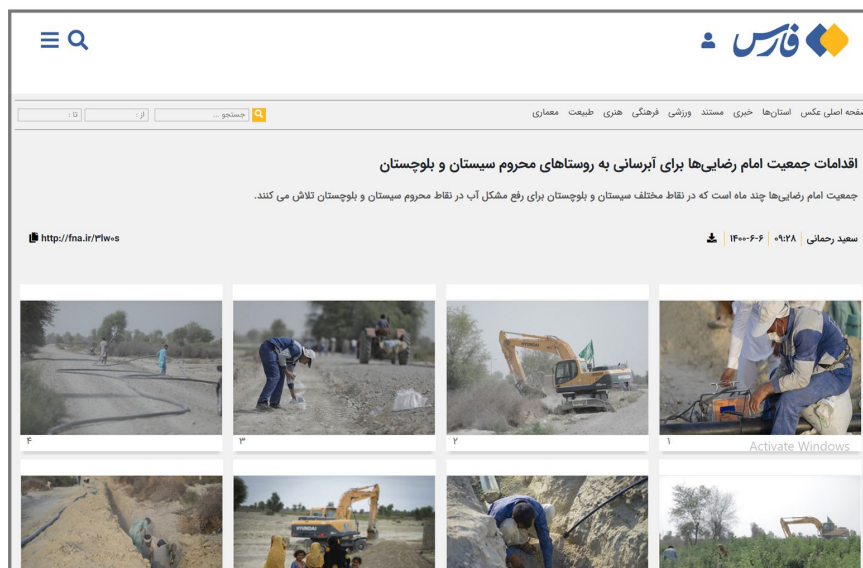 فارس
صفحه اصلی عکس استان‌ها خبری مستند ورزشی فرهنگی هنری طبیعت معماری
جستجو ...
از :
تا :
اقدامات جمعیت امام رضایی‌ها برای آبرسانی به روستاهای محروم سیستان و بلوچستان
جمعیت امام رضایی‌ها چند ماه است که در نقاط مختلف سیستان و بلوچستان برای رفع مشکل آب در نقاط محروم سیستان و بلوچستان تلاش می کنند.
سعید رحمانی | ۰۹:۲۸ | ۱۴۰۰-۶-۶
http://fna.ir/۳lw۰s
HYUNDAI
۱
۲
۳
۴
Activate Windows
HYUNDAI